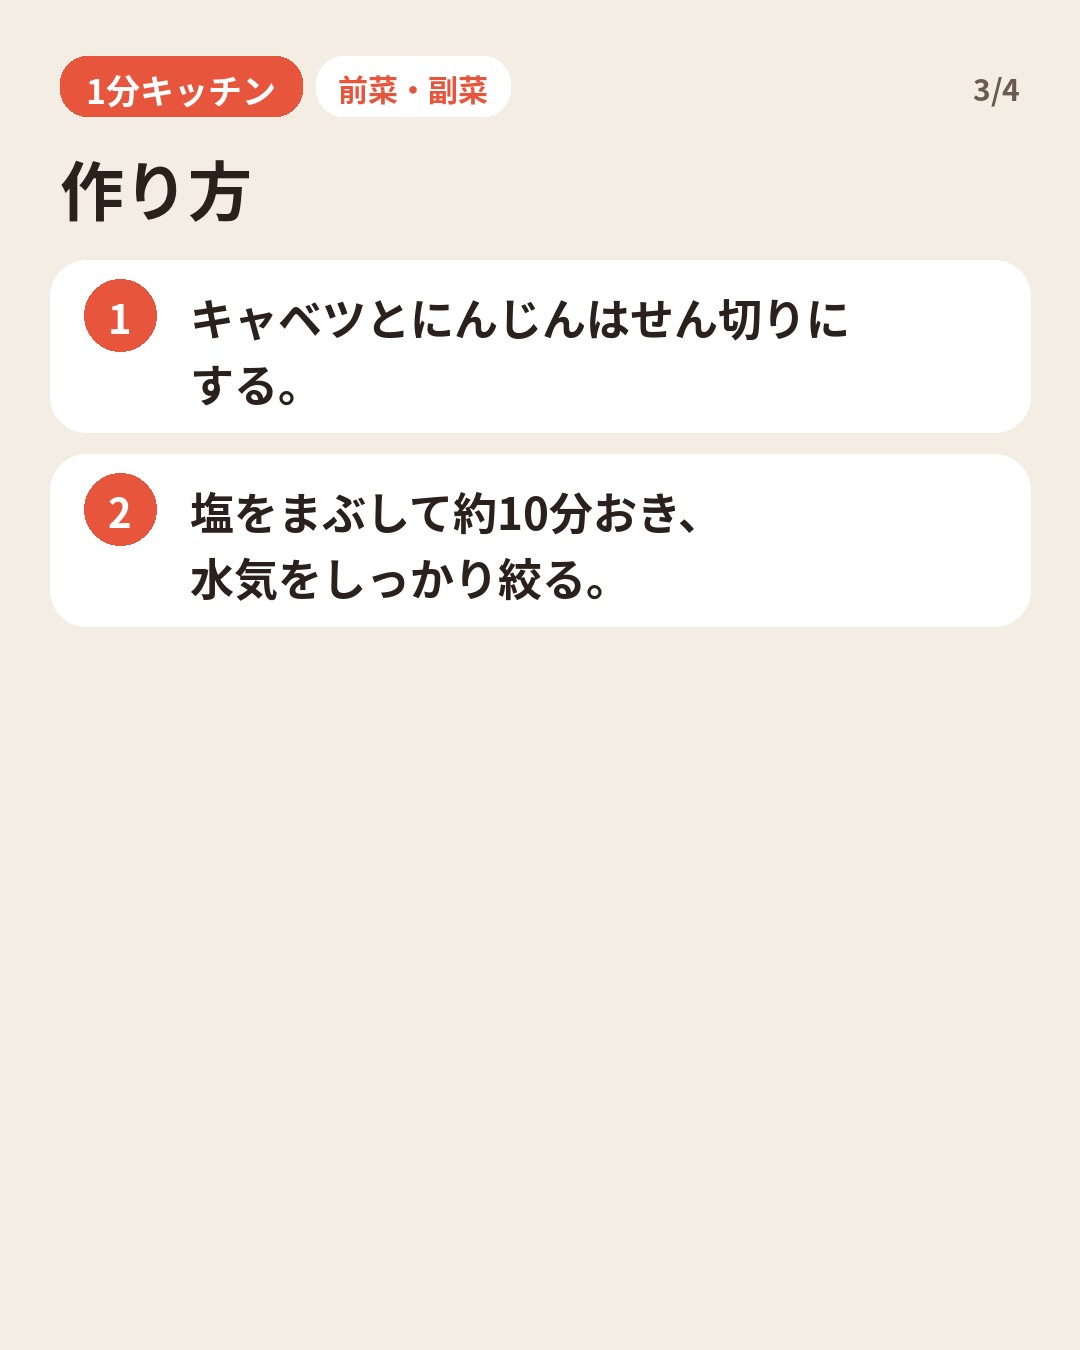 1分キッチン
前菜・副菜
3/4
作り方
1
キャベツとにんじんはせん切りに
する。
2
塩をまぶして約10分おき、
水気をしっかり絞る。